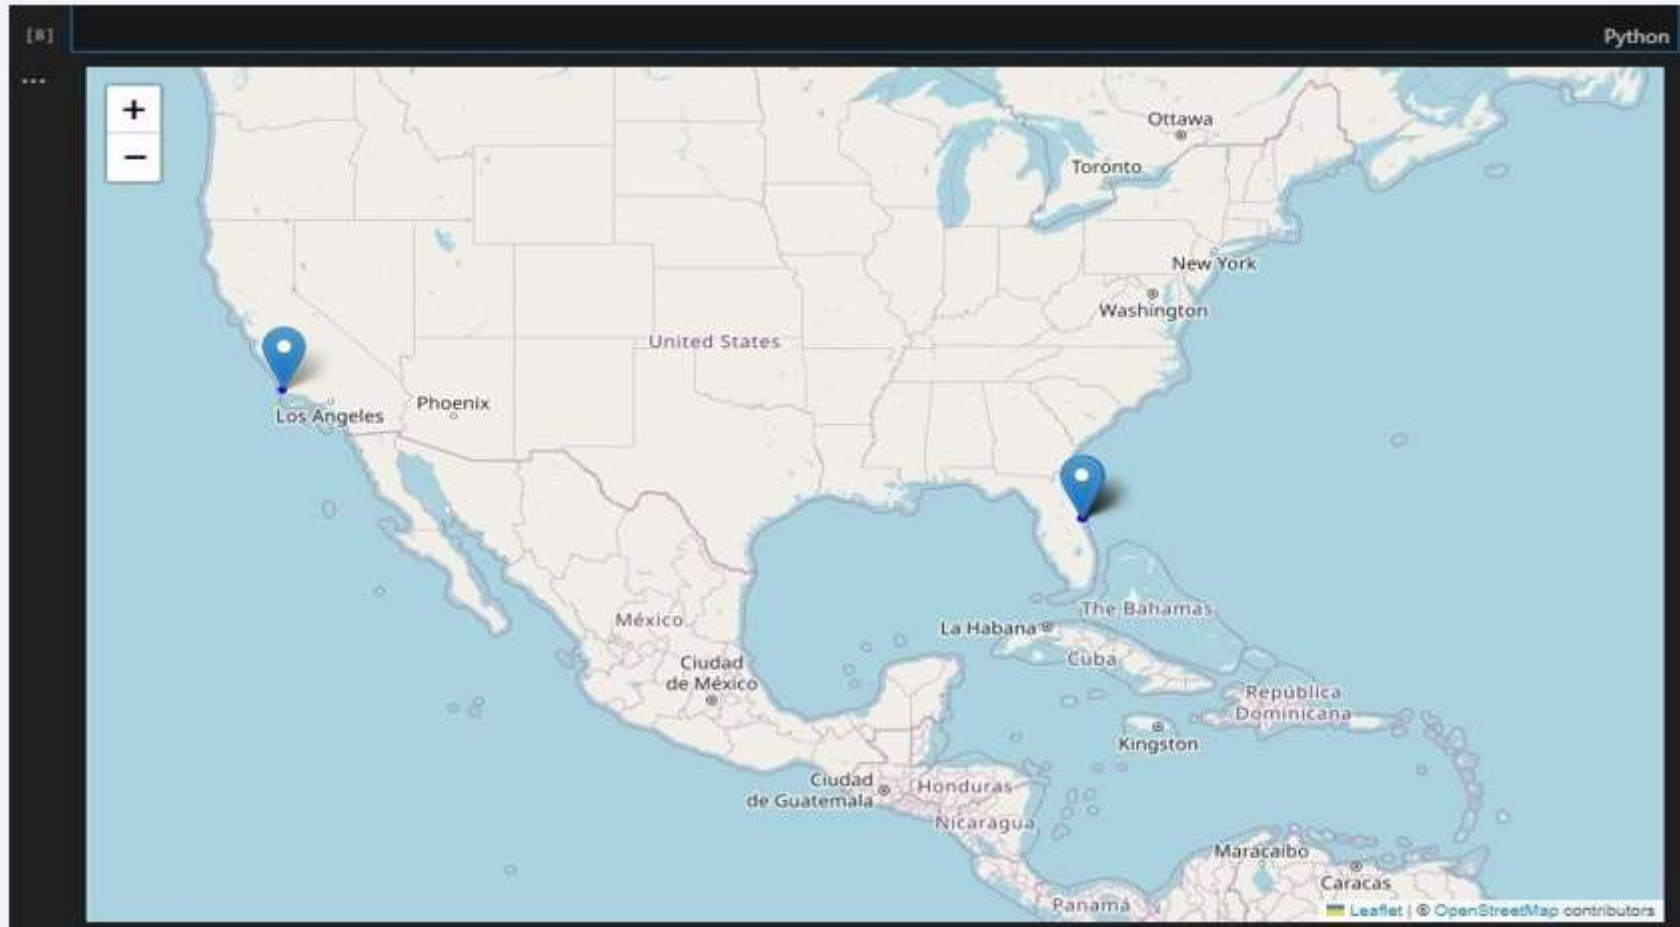 [8]
Python
...
+
−
Ottawa
Toronto
New York
Washington
United States
Los Angeles
Phoenix
México
Ciudad
de México
La Habana
The Bahamas
Cuba
República
Dominicana
Kingston
Ciudad
de Guatemala
Honduras
Nicaragua
Maracaibo
Caracas
Panamá
Leaflet | © OpenStreetMap contributors